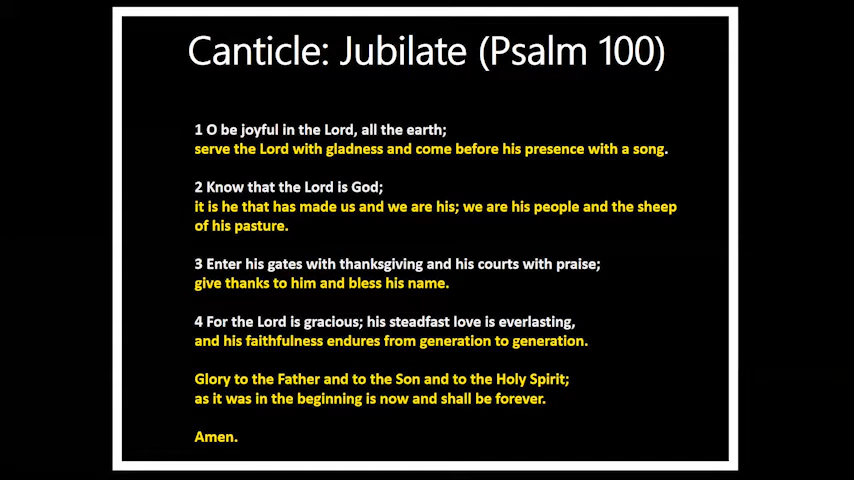 Canticle: Jubilate (Psalm 100)
1 O be joyful in the Lord, all the earth;
serve the Lord with gladness and come before his presence with a song.
2 Know that the Lord is God;
it is he that has made us and we are his; we are his people and the sheep
of his pasture.
3 Enter his gates with thanksgiving and his courts with praise;
give thanks to him and bless his name.
4 For the Lord is gracious; his steadfast love is everlasting,
and his faithfulness endures from generation to generation.
Glory to the Father and to the Son and to the Holy Spirit;
as it was in the beginning is now and shall be forever.
Amen.